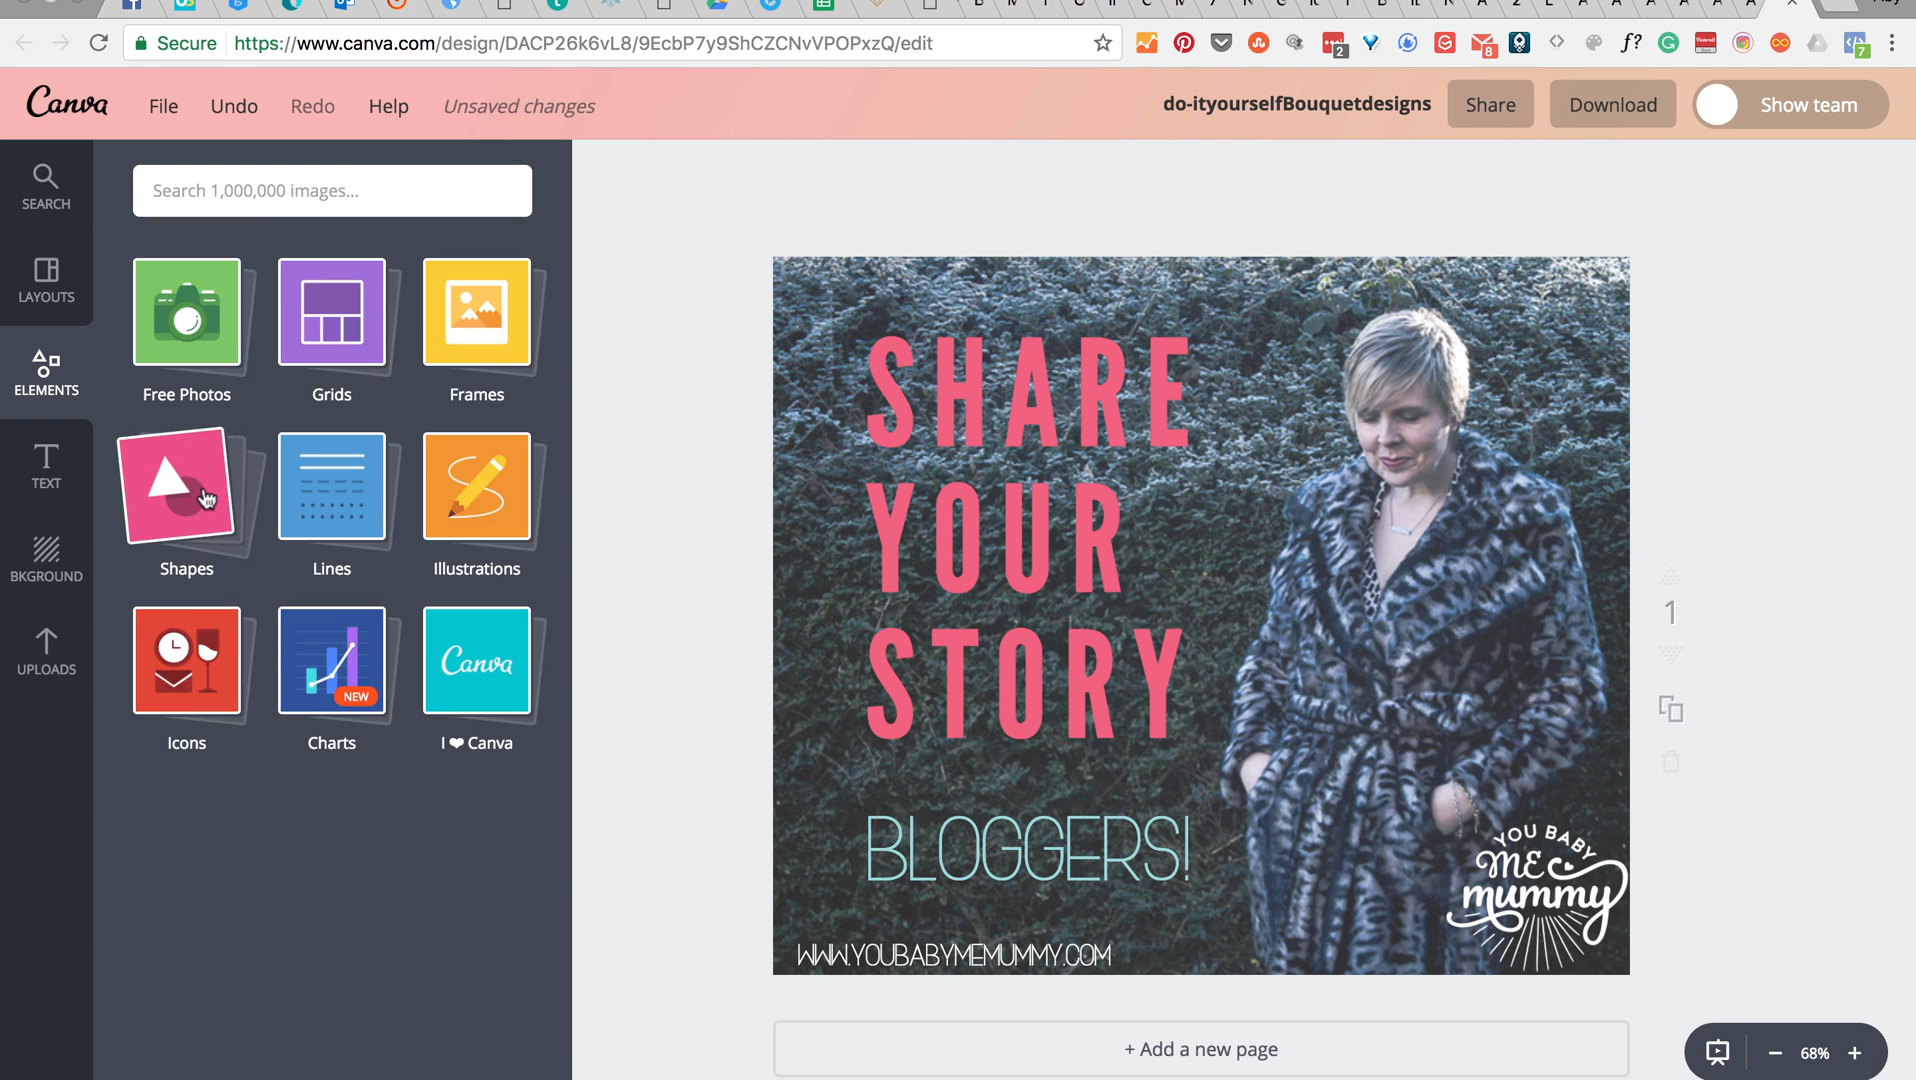 Secure https://www.canva.com/design/DACP26k6vL8/9EcbP7y9ShCZCNvVPOPxzQ/edit
Canva File Undo Redo Help Unsaved changes do-ityourselfBouquetdesigns Share Download Show team
SEARCH
LAYOUTS
ELEMENTS
TEXT
BKGROUND
UPLOADS
Search 1,000,000 images...
Free Photos Grids Frames
Shapes Lines Illustrations
NEW
Canva
Icons Charts I ❤ Canva
SHARE
YOUR
STORY
BLOGGERS!
WWW.YOUBABYMEMUMMY.COM
YOU BABY
ME
mummy
1
+ Add a new page
68%
2
8
f?
7